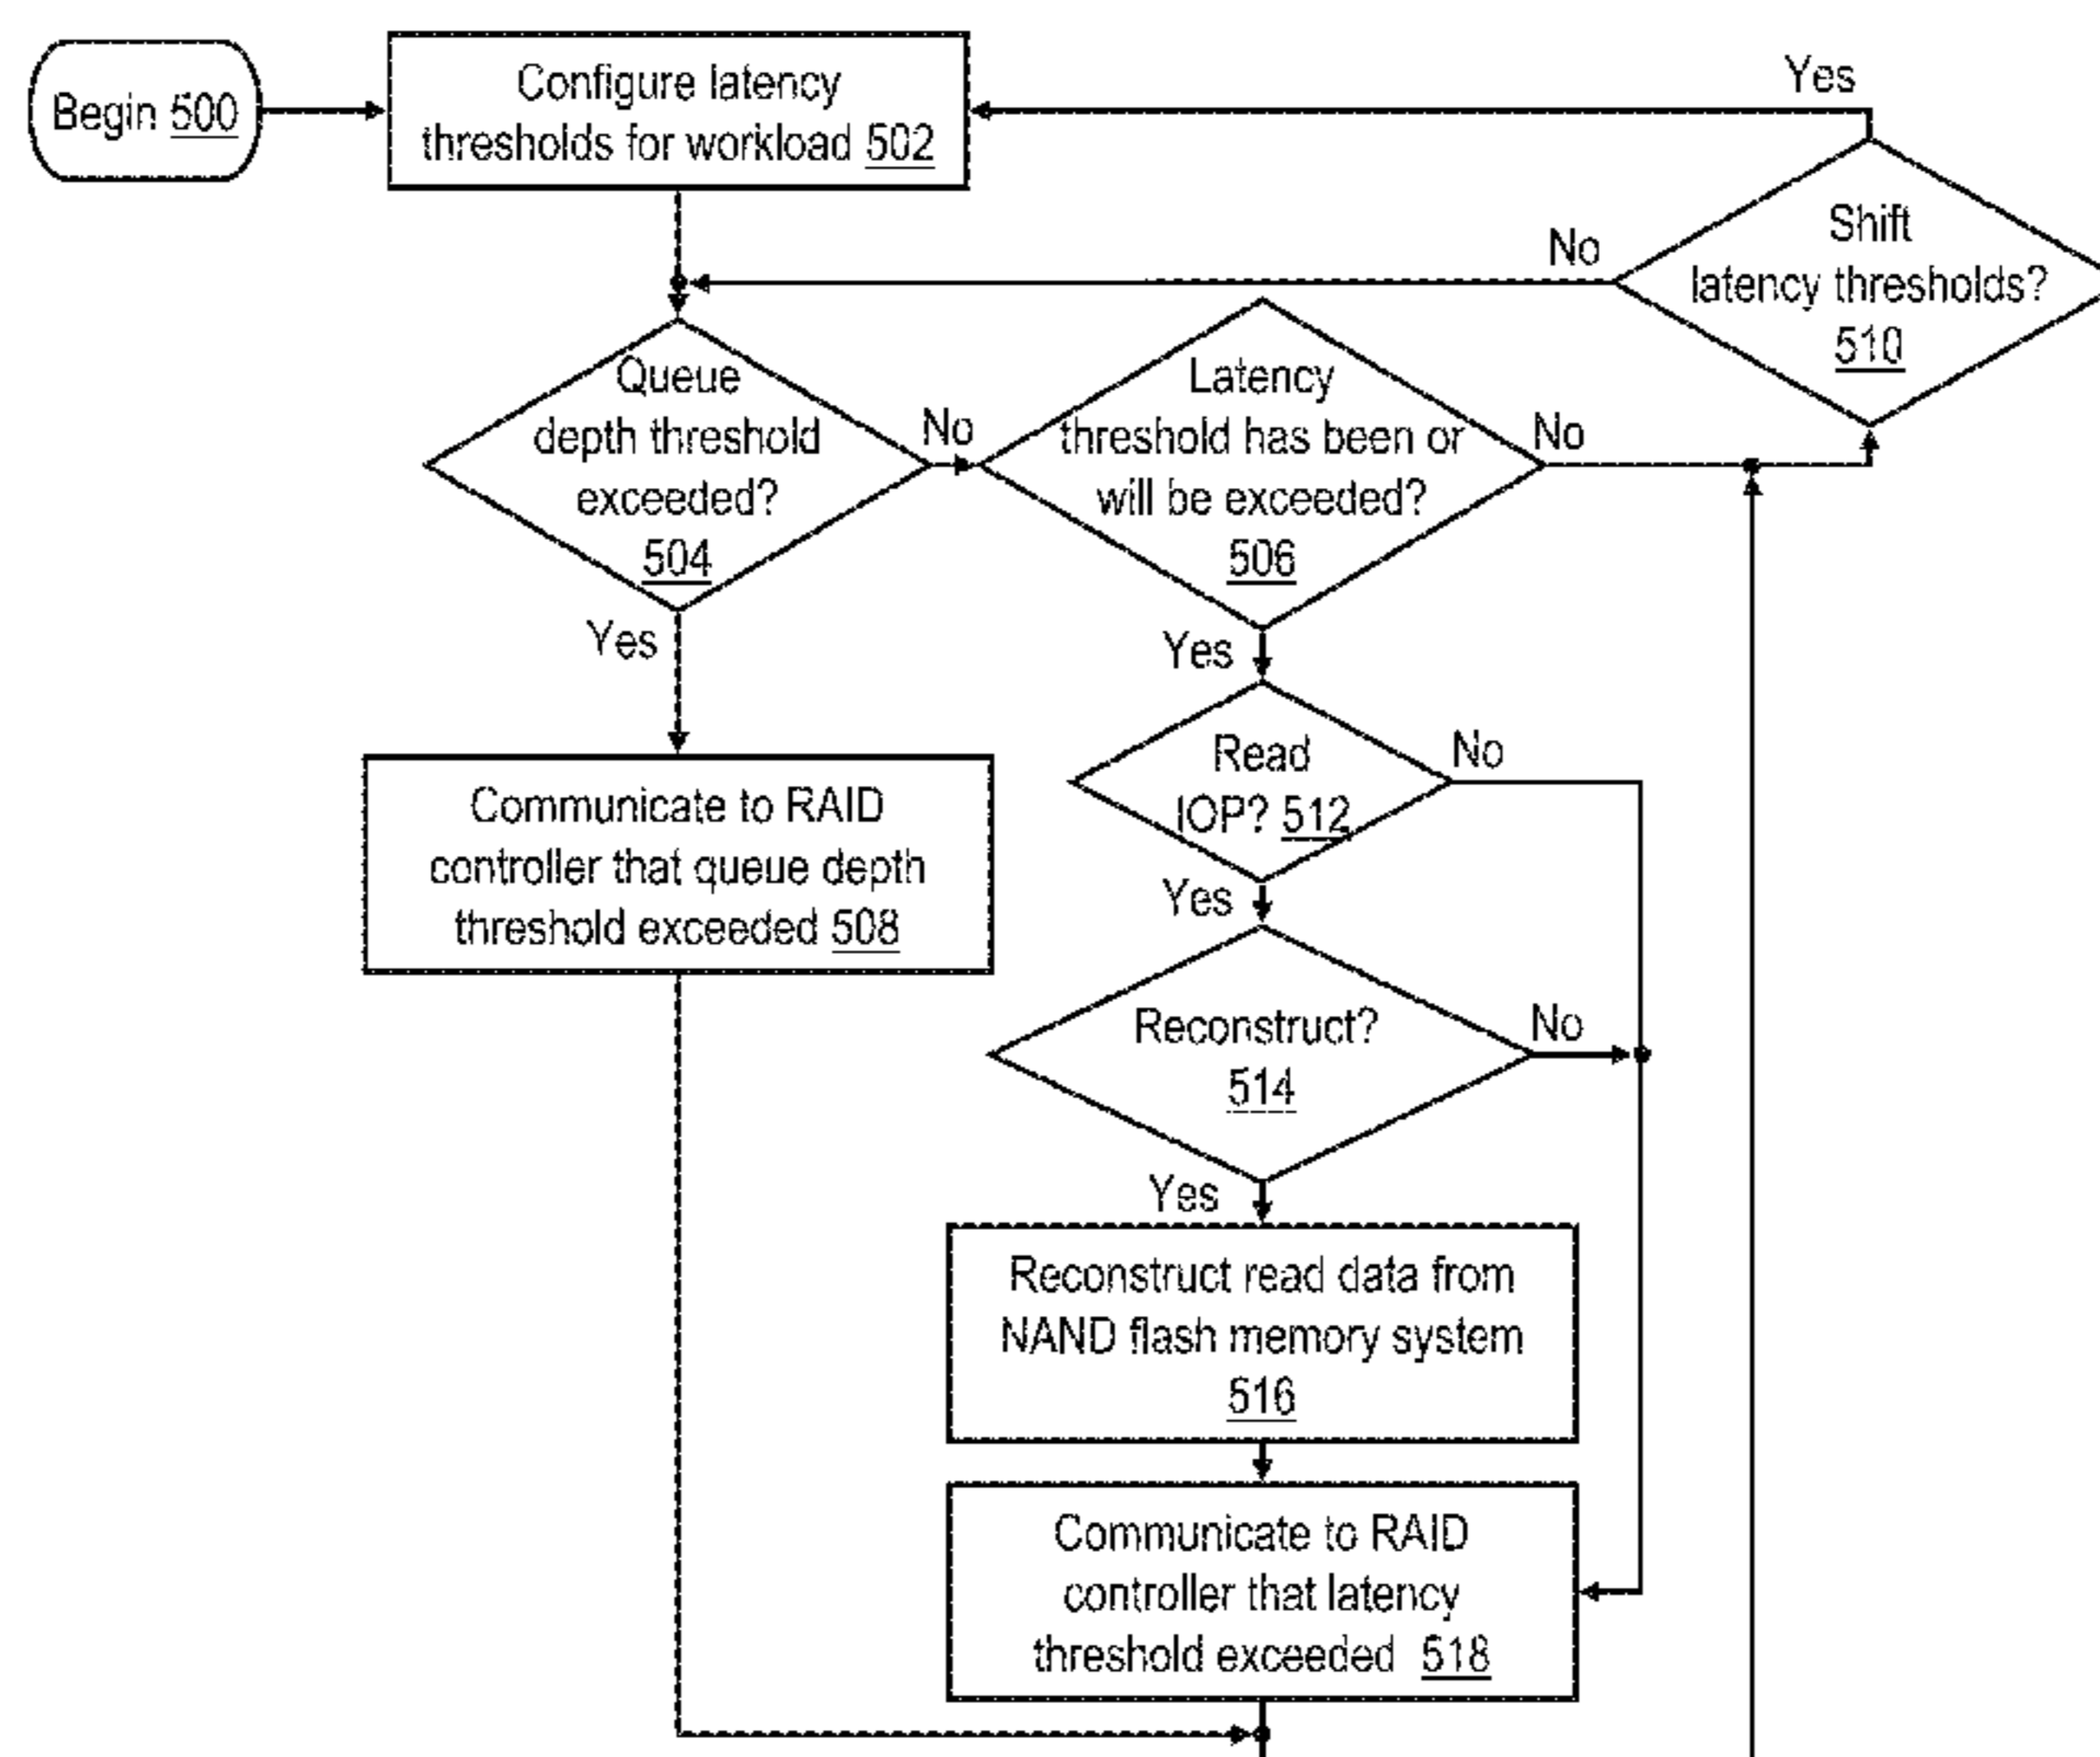 Begin 500
Configure latency
thresholds for workload 502
Yes
Shift
latency thresholds?
510
No
Queue
depth threshold
exceeded?
504
No
Latency
threshold has been or
will be exceeded?
506
No
Yes
Yes
Communicate to RAID
controller that queue depth
threshold exceeded 508
Read
IOP? 512
No
Yes
Reconstruct?
514
No
Yes
Reconstruct read data from
NAND flash memory system
516
Communicate to RAID
controller that latency
threshold exceeded 518